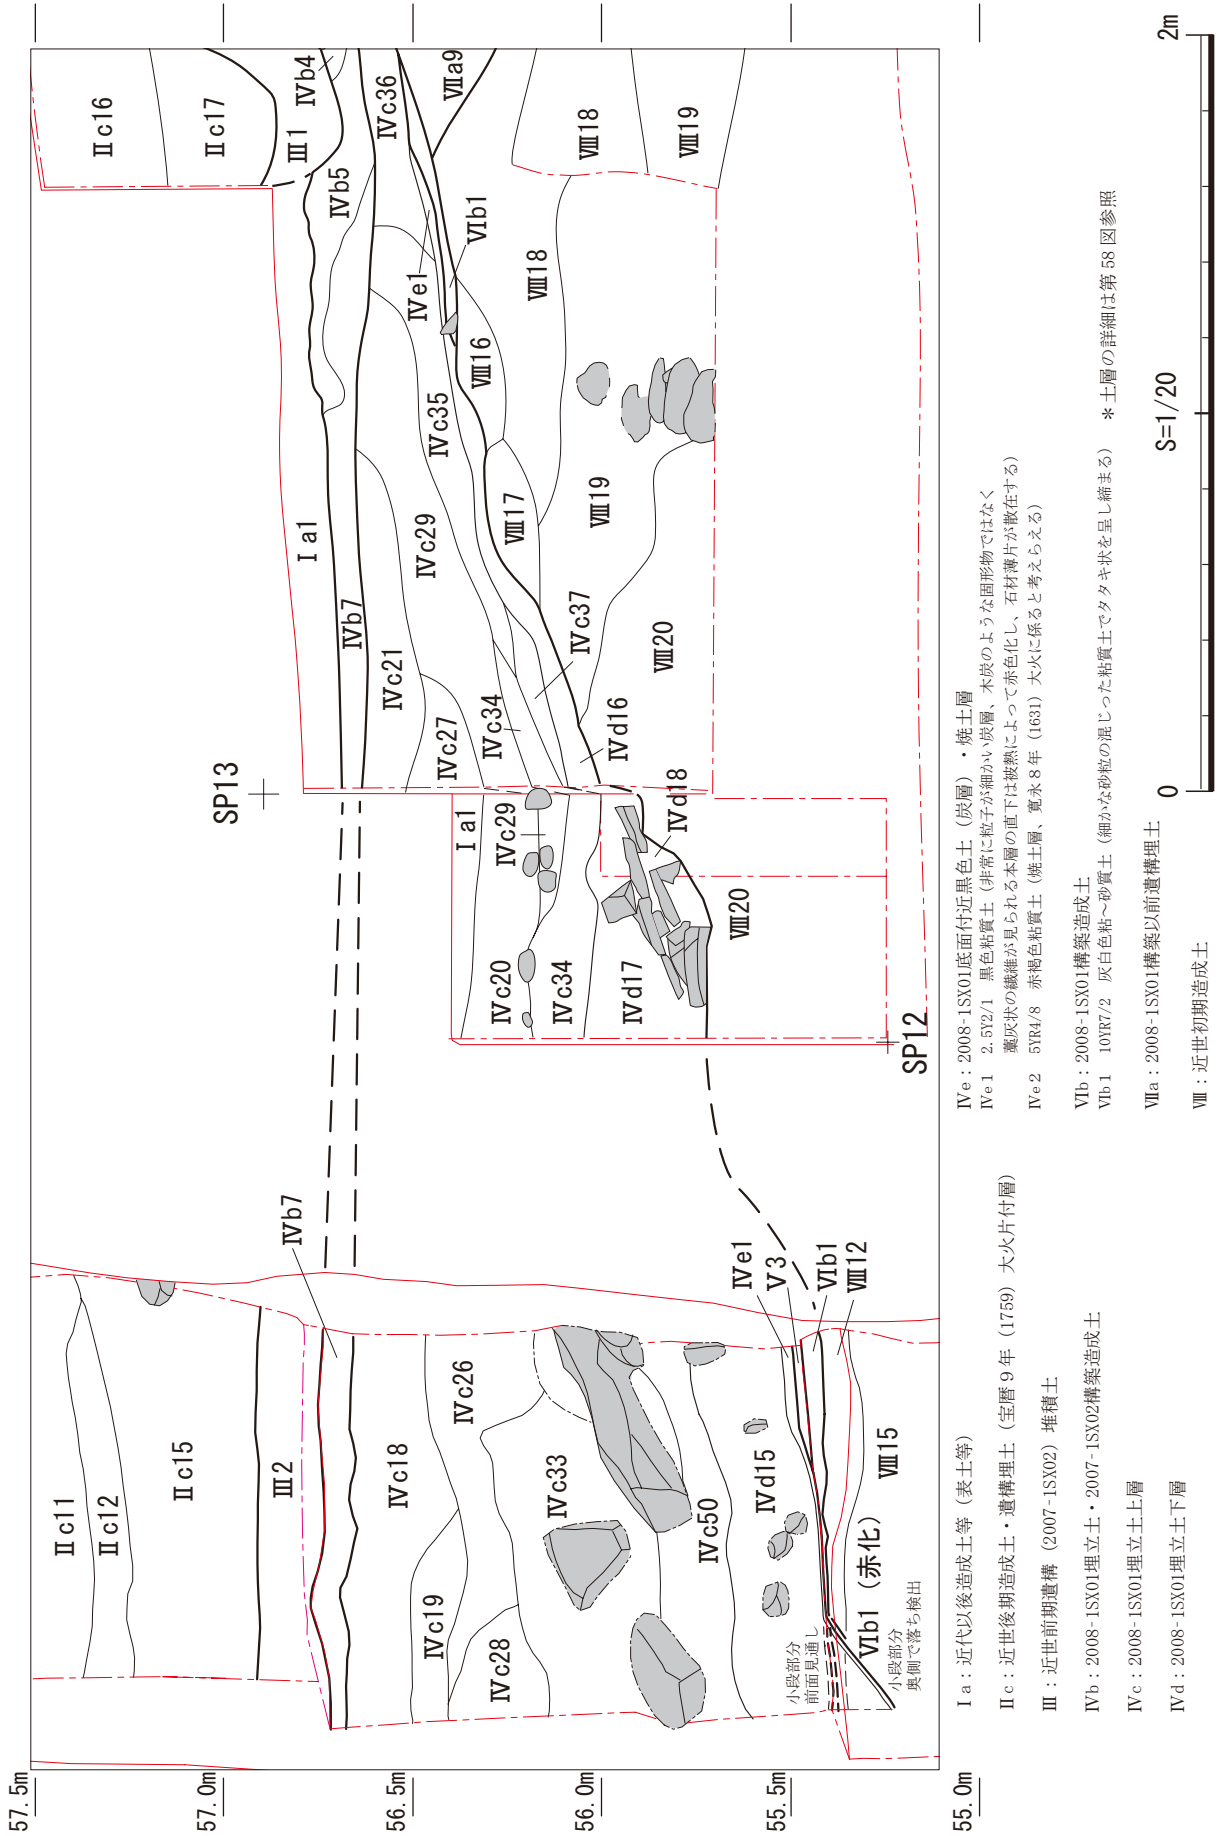 57.5m
57.0m
56.5m
56.0m
55.5m
55.0m
Ⅱc11
Ⅱc12
Ⅱc15
Ⅲ2
Ⅳb7
Ⅳc18
Ⅳc26
Ⅳc19
Ⅳc28
Ⅳc33
Ⅳc50
Ⅳd15
Ⅳe1
Ⅴ3
Ⅵb1
Ⅷ12
Ⅷ15
Ⅵb1（赤化）
小段部分
前面見通し
小段部分
奥側で落ち検出
SP13
SP12
Ⅰa1
Ⅳc29
Ⅳc20
Ⅳc34
Ⅳd17
Ⅳd18
Ⅷ20
Ⅰa1
Ⅳb7
Ⅳc21
Ⅳc27
Ⅳc29
Ⅳc34
Ⅳc35
Ⅳc37
Ⅳd16
Ⅷ16
Ⅷ17
Ⅷ18
Ⅷ19
Ⅷ20
Ⅳe1
Ⅵb1
Ⅱc16
Ⅱc17
Ⅲ1
Ⅳb4
Ⅳb5
Ⅳc36
Ⅶa9
Ⅷ18
Ⅷ19
Ⅰa：近代以後造成土等（表土等）
Ⅱc：近世後期造成土・遺構埋土（宝暦９年（1759）大火片付層）
Ⅲ：近世前期遺構（2007-1SX02）堆積土
Ⅳb：2008-1SX01埋立土・2007-1SX02構築造成土
Ⅳc：2008-1SX01埋立土上層
Ⅳd：2008-1SX01埋立土下層
Ⅳe：2008-1SX01底面付近黒色土（炭層）・焼土層
Ⅳe１ 2.5Y2/1 黒色粘質土（非常に粒子が細かい炭層、木炭のような固形物ではなく
藁灰状の繊維が見られる本層の直下は被熱によって赤色化し、石材薄片が散在する）
Ⅳe２ 5YR4/8 赤褐色粘質土（焼土層、寛永８年（1631）大火に係ると考えらえる）
Ⅵb：2008-1SX01構築造成土
Ⅵb１ 10YR7/2 灰白色粘～砂質土（細かな砂粒の混じった粘質土でタタキ状を呈し締まる）
Ⅶa：2008-1SX01構築以前遺構埋土
Ⅷ：近世初期造成土
＊土層の詳細は第58図参照
S=1/20
0
2m